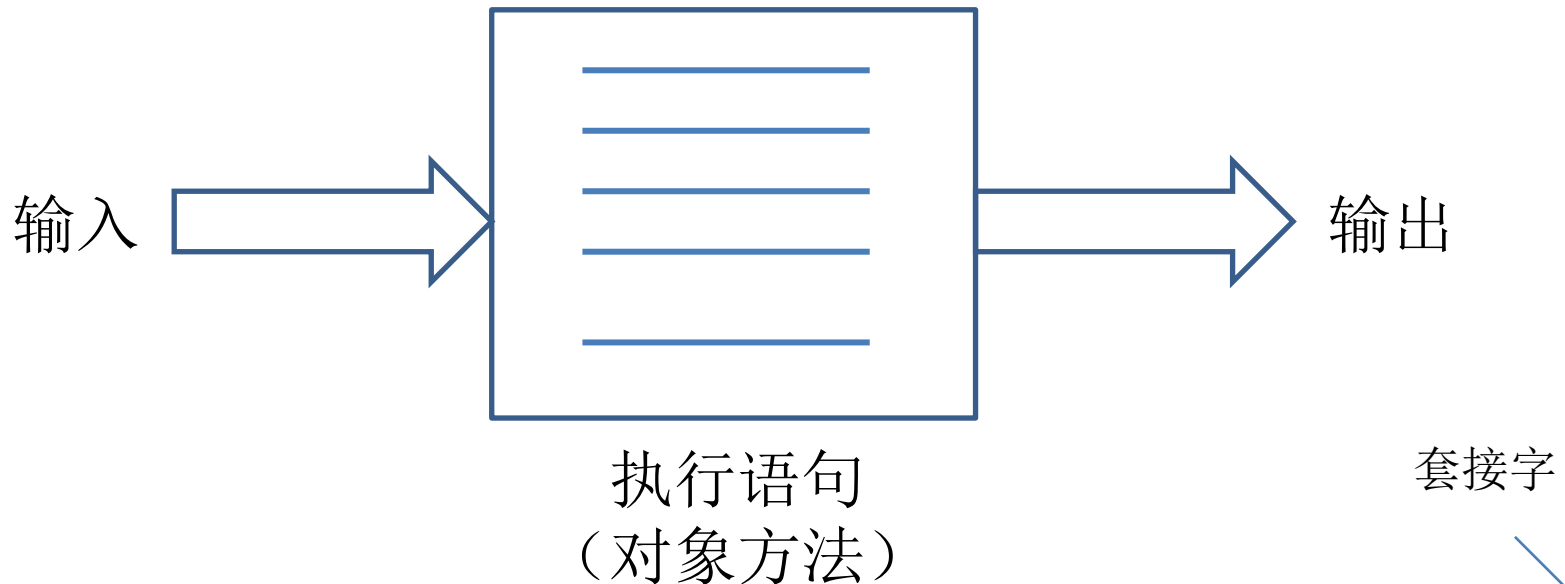 输入
输出
执行语句
（对象方法）
套接字